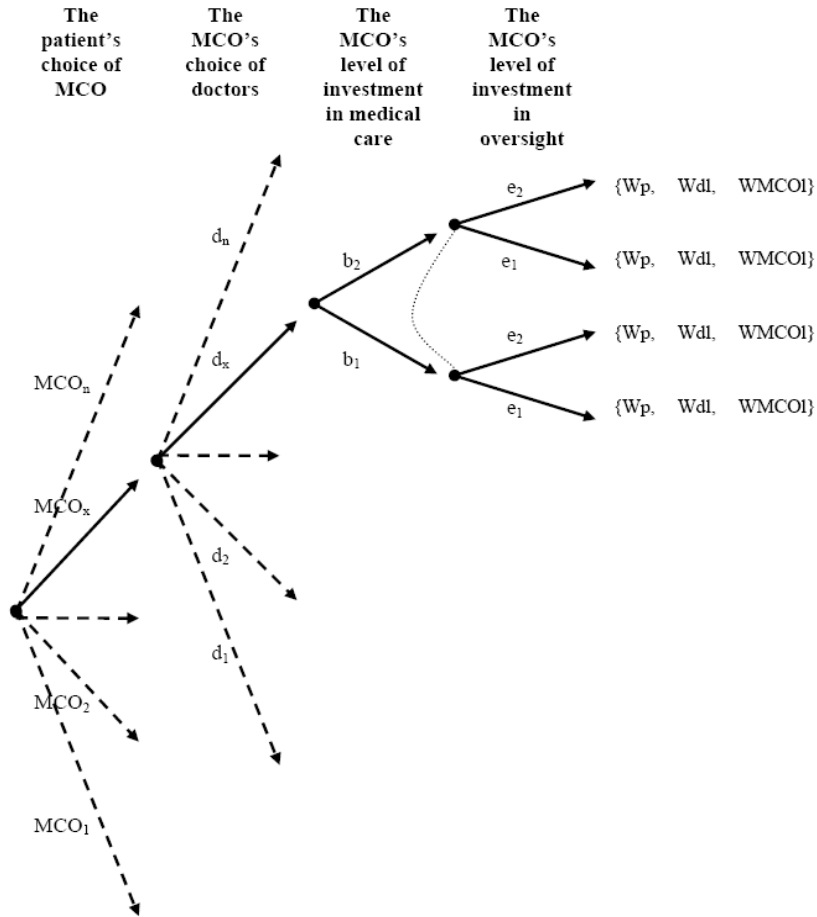 The
patient's
choice of
MCO
The
MCO's
choice of
doctors
The
MCO's
level of
investment
in medical
care
The
MCO's
level of
investment
in
oversight
e₂
{Wp, Wdl, WMCOl}
dₙ
b₂
e₁
{Wp, Wdl, WMCOl}
e₂
{Wp, Wdl, WMCOl}
dₓ
b₁
MCOₙ
e₁
{Wp, Wdl, WMCOl}
MCOₓ
d₂
d₁
MCO₂
MCO₁